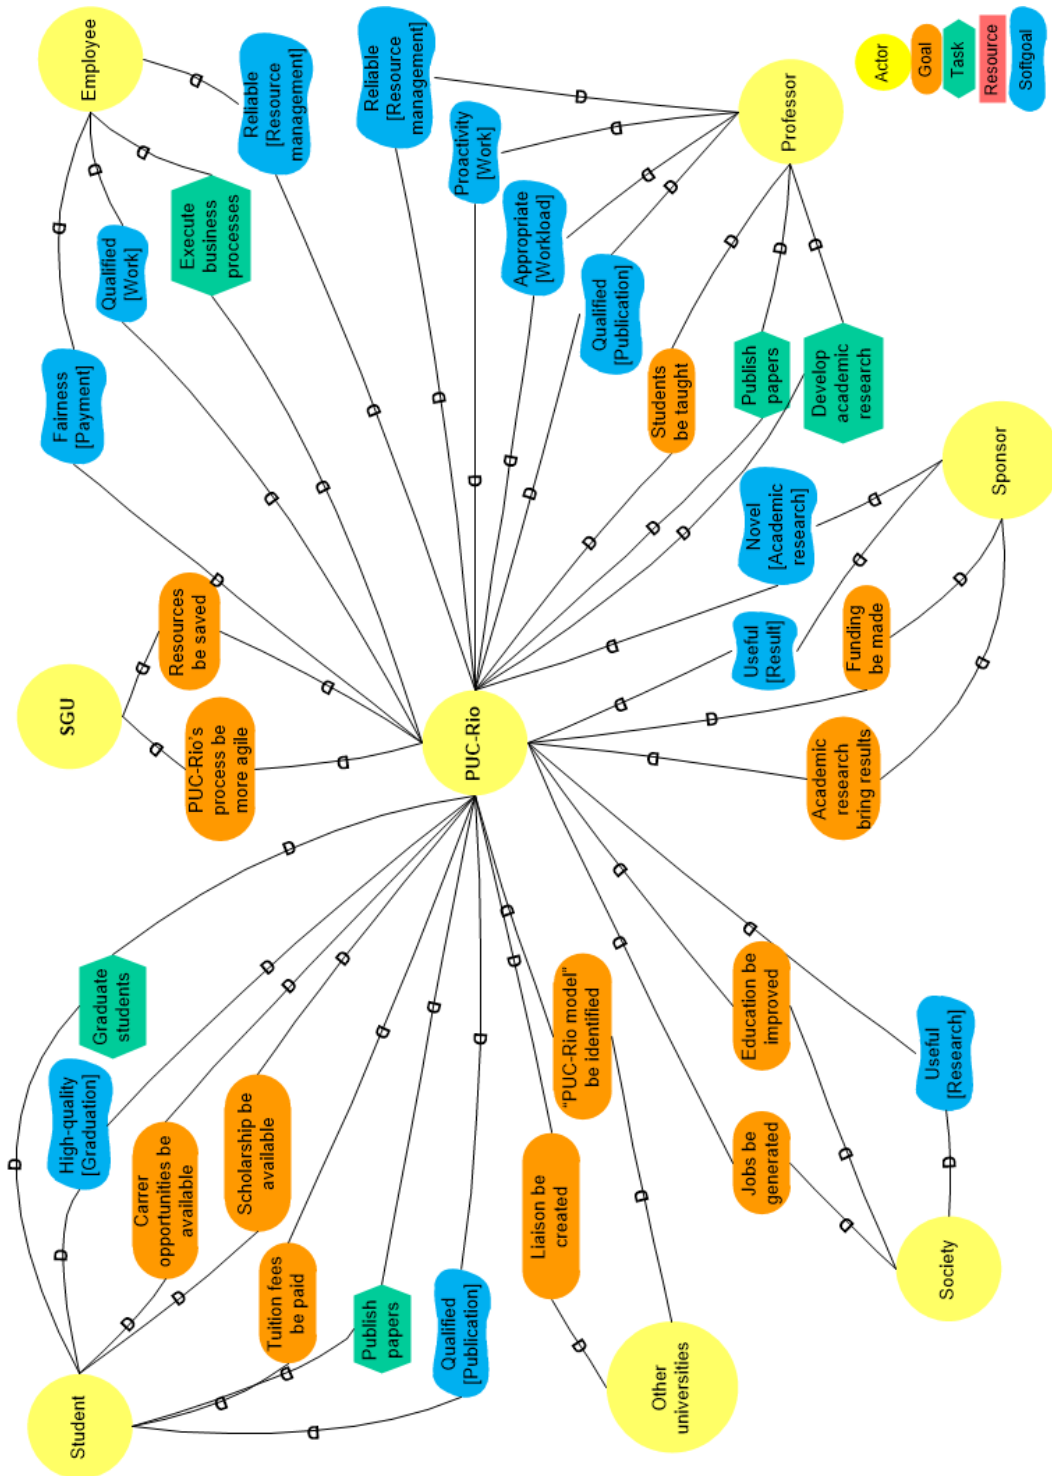 Student
High-quality
[Graduation]
Graduate
students
Carrer
opportunities be
available
Scholarship be
available
Tuition fees
be paid
Publish
papers
Qualified
[Publication]
SGU
PUC-Rio's
process be
more agile
Resources
be saved
Employee
Fairness
[Payment]
Qualified
[Work]
Execute
business
processes
Reliable
[Resource
management]
PUC-Rio
Reliable
[Resource
management]
Proactivity
[Work]
Appropriate
[Workload]
Qualified
[Publication]
Students
be taught
Publish
papers
Develop
academic
research
Professor
Other
universities
Liaison be
created
"PUC-Rio model"
be identified
Jobs be
generated
Education be
improved
Useful
[Research]
Society
Academic
research
bring results
Funding
be made
Useful
[Result]
Novel
[Academic
research]
Sponsor
Actor
Goal
Task
Resource
Softgoal